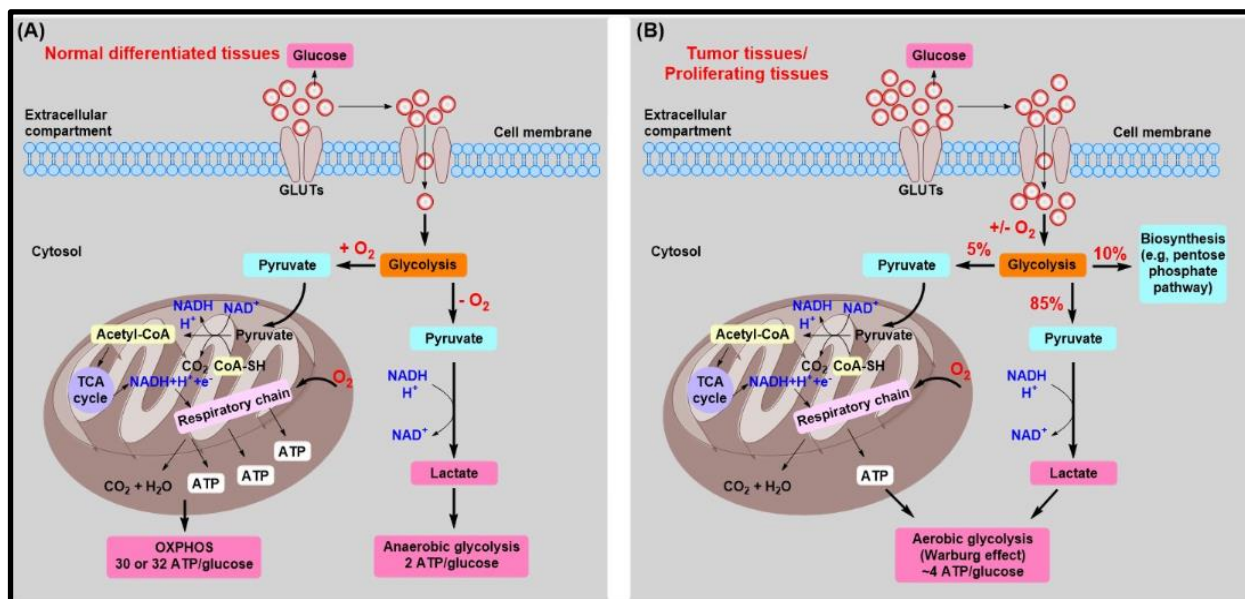 (A)
Normal differentiated tissues
Glucose
Extracellular
compartment
Cell membrane
GLUTs
Cytosol
+ O₂
Pyruvate
Glycolysis
- O₂
NADH
H⁺
NAD⁺
Acetyl-CoA
Pyruvate
Pyruvate
CO₂
CoA-SH
TCA
cycle
NADH+H⁺+e⁻
O₂
Respiratory chain
NADH
H⁺
NAD⁺
ATP
ATP
ATP
CO₂ + H₂O
Lactate
OXPHOS
30 or 32 ATP/glucose
Anaerobic glycolysis
2 ATP/glucose
(B)
Tumor tissues/
Proliferating tissues
Glucose
Extracellular
compartment
Cell membrane
GLUTs
Cytosol
+/- O₂
Pyruvate
5%
Glycolysis
10%
Biosynthesis
(e.g, pentose
phosphate
pathway)
85%
NADH
H⁺
NAD⁺
Acetyl-CoA
Pyruvate
Pyruvate
CO₂
CoA-SH
TCA
cycle
NADH+H⁺+e⁻
O₂
Respiratory chain
NADH
H⁺
NAD⁺
ATP
CO₂ + H₂O
Lactate
Aerobic glycolysis
(Warburg effect)
~4 ATP/glucose